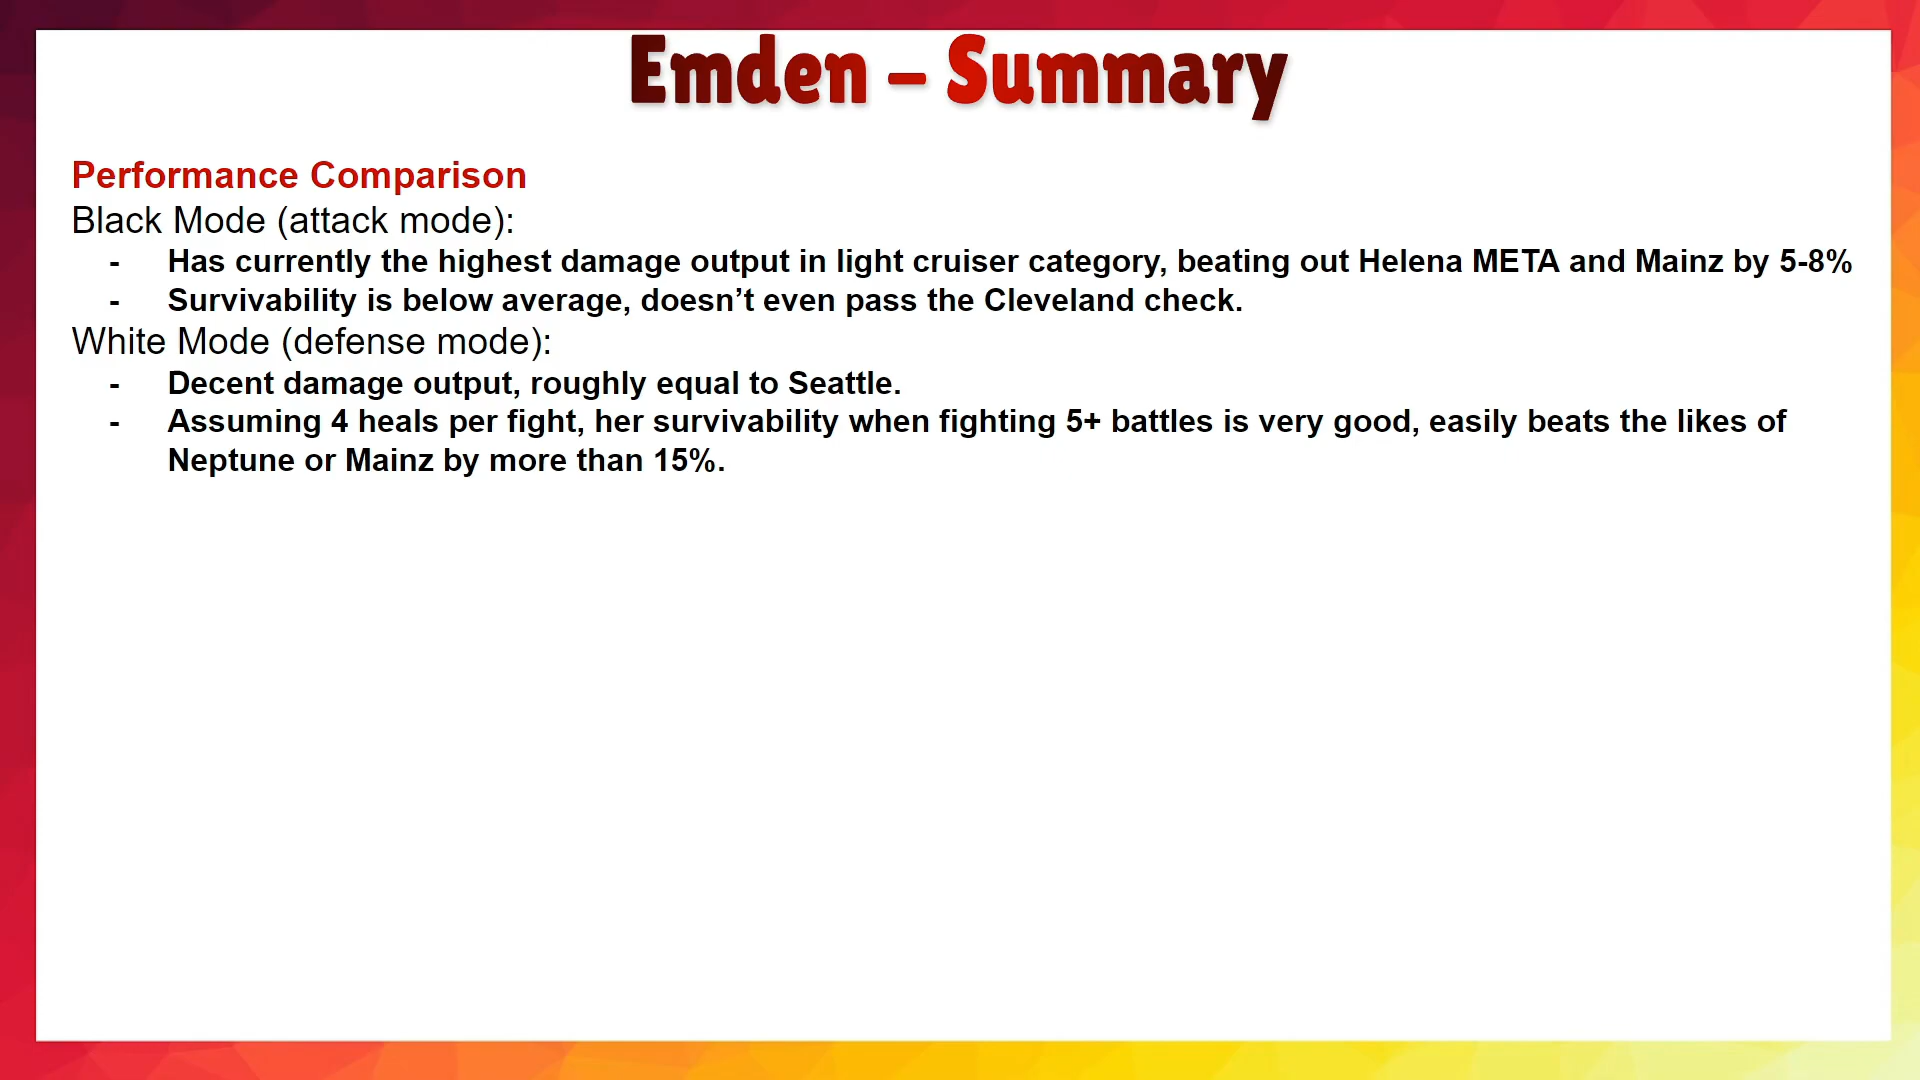 Emden – Summary
Performance Comparison
Black Mode (attack mode):
- Has currently the highest damage output in light cruiser category, beating out Helena META and Mainz by 5-8%
- Survivability is below average, doesn’t even pass the Cleveland check.
White Mode (defense mode):
- Decent damage output, roughly equal to Seattle.
- Assuming 4 heals per fight, her survivability when fighting 5+ battles is very good, easily beats the likes of
Neptune or Mainz by more than 15%.